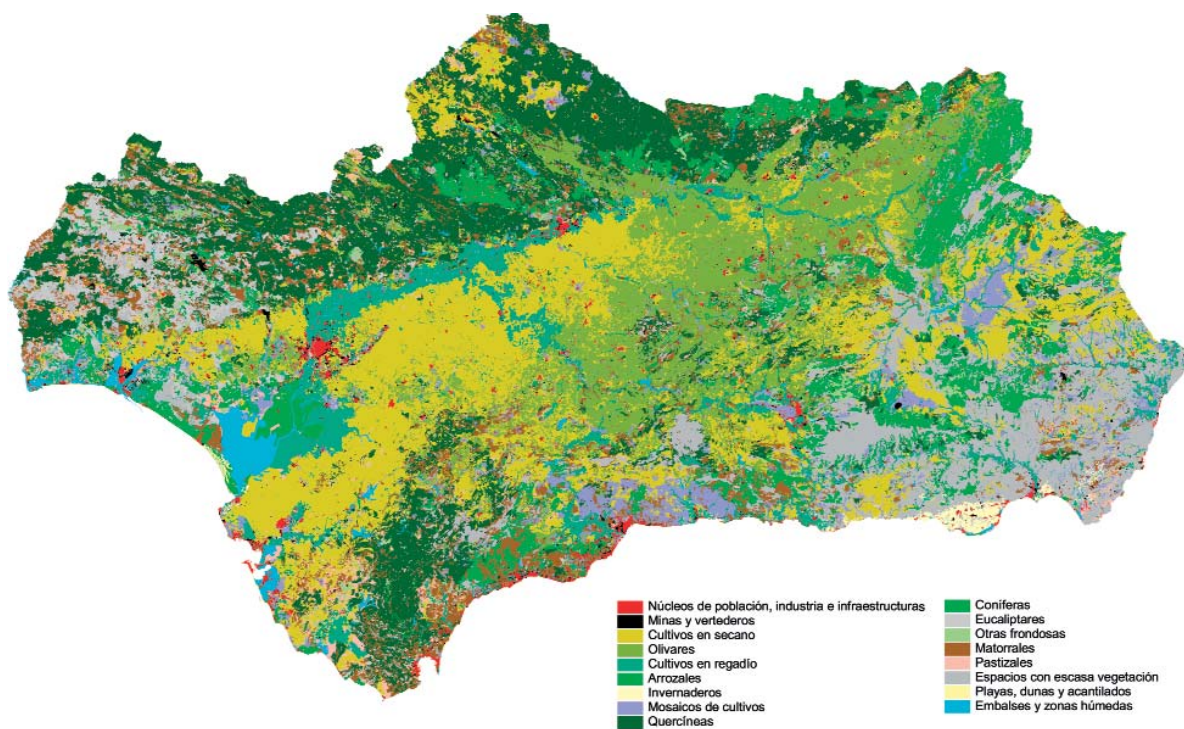 Núcleos de población, industria e infraestructuras
Minas y vertederos
Cultivos en secano
Olivares
Cultivos en regadío
Arrozales
Invernaderos
Mosaicos de cultivos
Quercíneas
Coníferas
Eucaliptares
Otras frondosas
Matorrales
Pastizales
Espacios con escasa vegetación
Playas, dunas y acantilados
Embalses y zonas húmedas